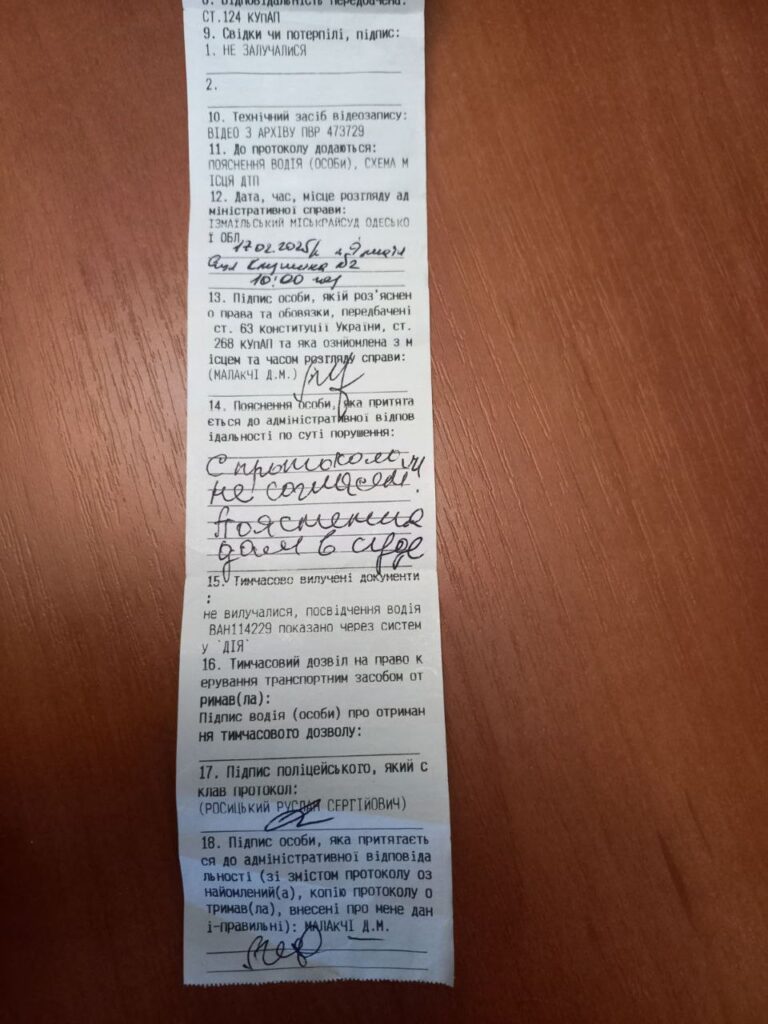 8. Відповідальність передбачена:
СТ.124 КУпАП
9. Свідки чи потерпілі, підпис:
1. НЕ ЗАЛУЧАЛИСЯ
2.
10. Технічний засіб відеозапису:
ВІДЕО З АРХІВУ ПВР 473729
11. До протоколу додаються:
ПОЯСНЕННЯ ВОДІЯ (ОСОБИ), СХЕМА М
ІСЦЯ ДТП
12. Дата, час, місце розгляду ад
міністративної справи:
ІЗМАЇЛЬСЬКИЙ МІСЬКРАЙСУД ОДЕСЬКО
Ї ОБЛ
17.02.2025р
№2
10:00
13. Підпис особи, якій роз'яснен
о права та обовязки, передбачені
ст. 63 Конституції України, ст.
268 КУпАП та яка ознйомлена з м
ісцем та часом розгляду справи:
(МАЛАКЧІ Д.М.)
14. Пояснення особи, яка притяга
ється до адміністративної відпов
ідальності по суті порушення:
С протоколом
не согласен!
Пояснения
дам в суде
15. Тимчасово вилучені документи
:
не вилучалися, посвідчення водія
ВАН114229 показано через систем
у `ДІЯ`
16. Тимчасовий дозвіл на право к
ерування транспортним засобом от
римав(ла):
Підпис водія (особи) про отриман
ня тимчасового дозволу:
17. Підпис поліцейського, який с
клав протокол:
(РОСИЦЬКИЙ РУСЛАН СЕРГІЙОВИЧ)
18. Підпис особи, яка притягаєть
ся до адміністративної відповіда
льності (зі змістом протоколу оз
найомлений(а), копію протоколу о
тримав(ла), внесені про мене дан
і-правильні): МАЛАКЧІ Д.М.